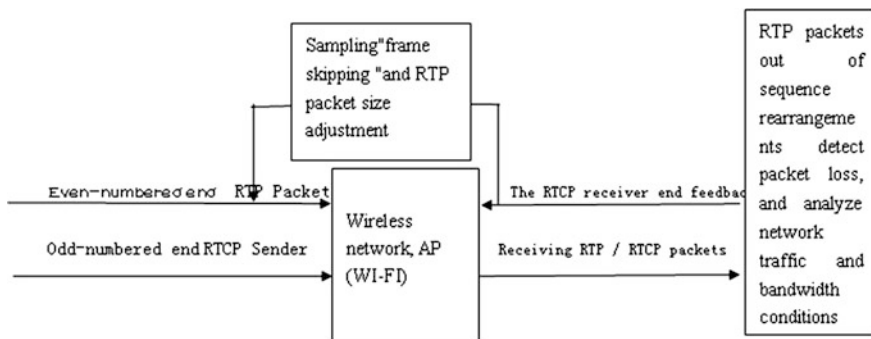 Sampling"frame
skipping "and RTP
packet size
adjustment
RTP packets
out of
sequence
rearrangeme
nts detect
packet loss,
and analyze
network
traffic and
bandwidth
conditions
Even-numbered end RTP Packet
The RTCP receiver end feedbac
Wireless
network, AP
(WI-FI)
Odd-numbered end RTCP Sender
Receiving RTP / RTCP packets